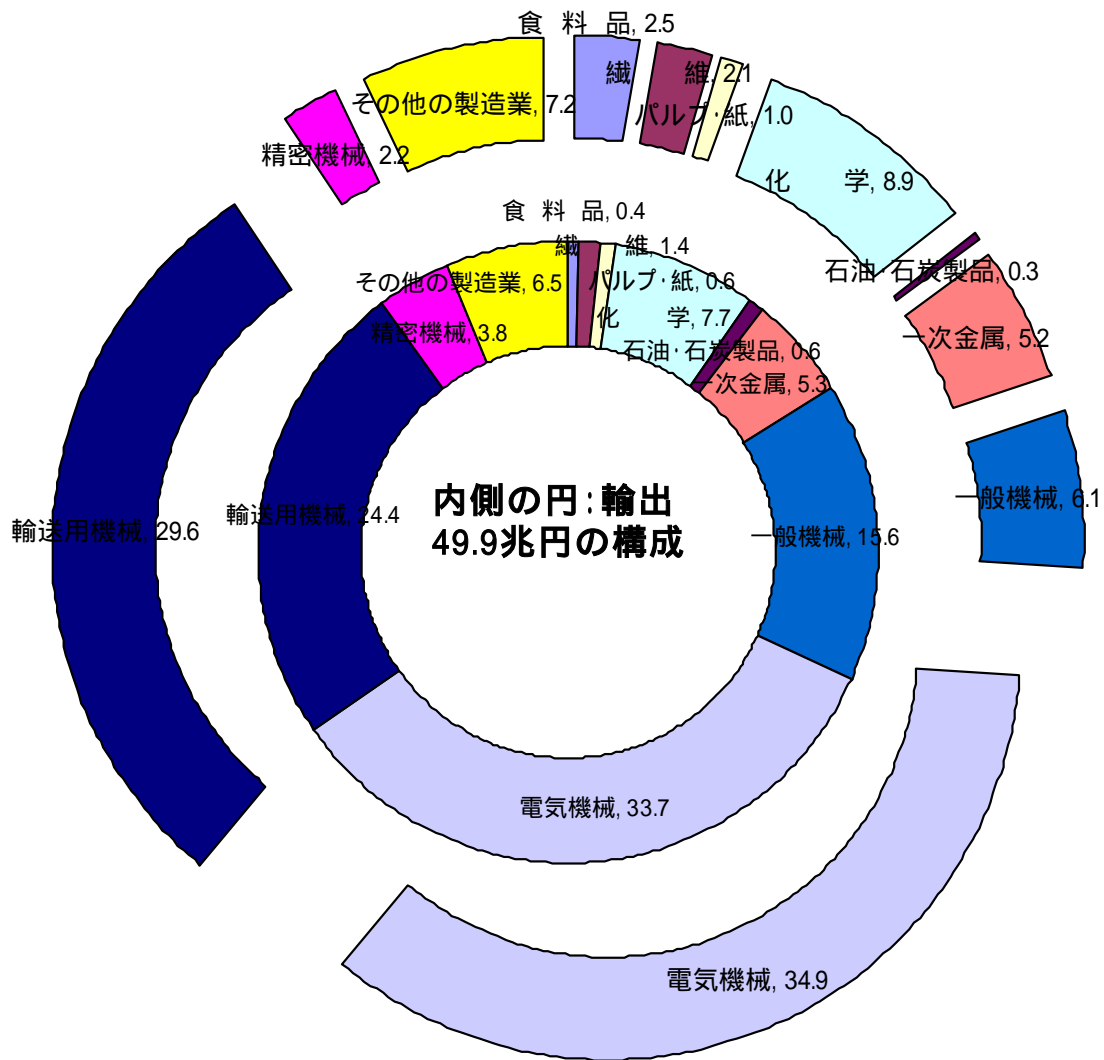 食 料 品, 2.5
繊 維, 2.1
パルプ・紙, 1.0
化 学, 8.9
石油・石炭製品, 0.3
一次金属, 5.2
一般機械, 6.1
電気機械, 34.9
輸送用機械, 29.6
精密機械, 2.2
その他の製造業, 7.2
食 料 品, 0.4
繊 維, 1.4
パルプ・紙, 0.6
化 学, 7.7
石油・石炭製品, 0.6
一次金属, 5.3
一般機械, 15.6
電気機械, 33.7
輸送用機械, 24.4
精密機械, 3.8
その他の製造業, 6.5
内側の円：輸出
49.9兆円の構成